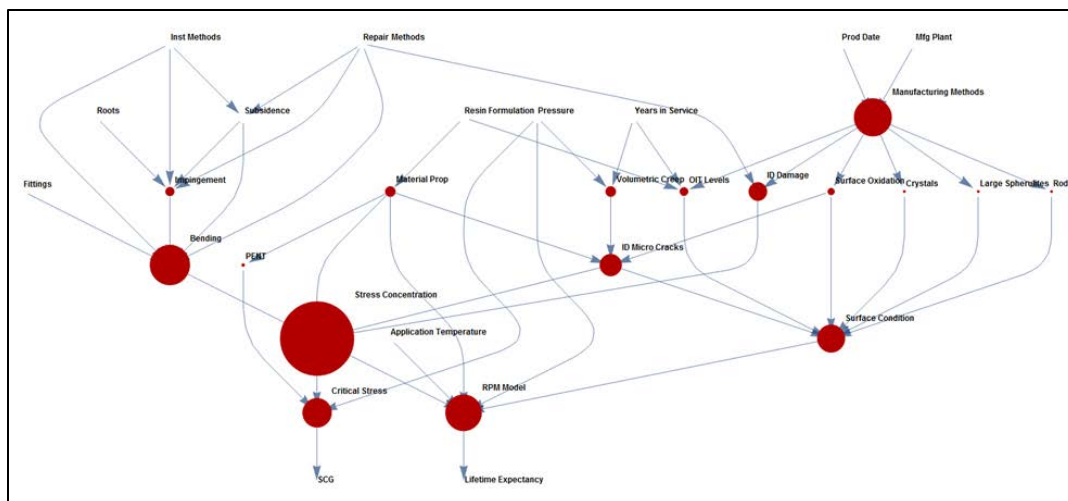 Inst Methods
Repair Methods
Prod Date
Mfg Plant
Manufacturing Methods
Roots
Subsidence
Resin Formulation
Pressure
Years in Service
Fittings
Impingement
Material Prop
Volumetric Creep
OIT Levels
ID Damage
Surface Oxidation
Crystals
Large Spherulites
Rod
Bending
PENT
ID Micro Cracks
Stress Concentration
Application Temperature
Surface Condition
Critical Stress
RPM Model
SCG
Lifetime Expectancy